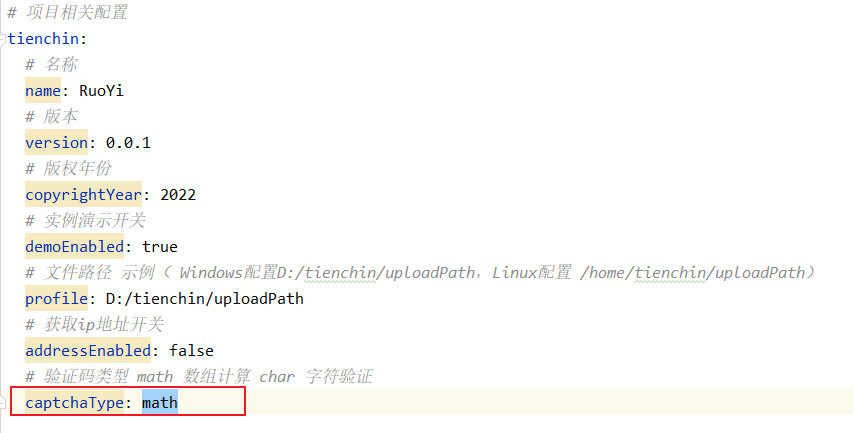 # 项目相关配置
tienchin:
# 名称
name: RuoYi
# 版本
version: 0.0.1
# 版权年份
copyrightYear: 2022
# 实例演示开关
demoEnabled: true
# 文件路径 示例（ Windows配置D:/tienchin/uploadPath，Linux配置 /home/tienchin/uploadPath）
profile: D:/tienchin/uploadPath
# 获取ip地址开关
addressEnabled: false
# 验证码类型 math 数组计算 char 字符验证
captchaType: math